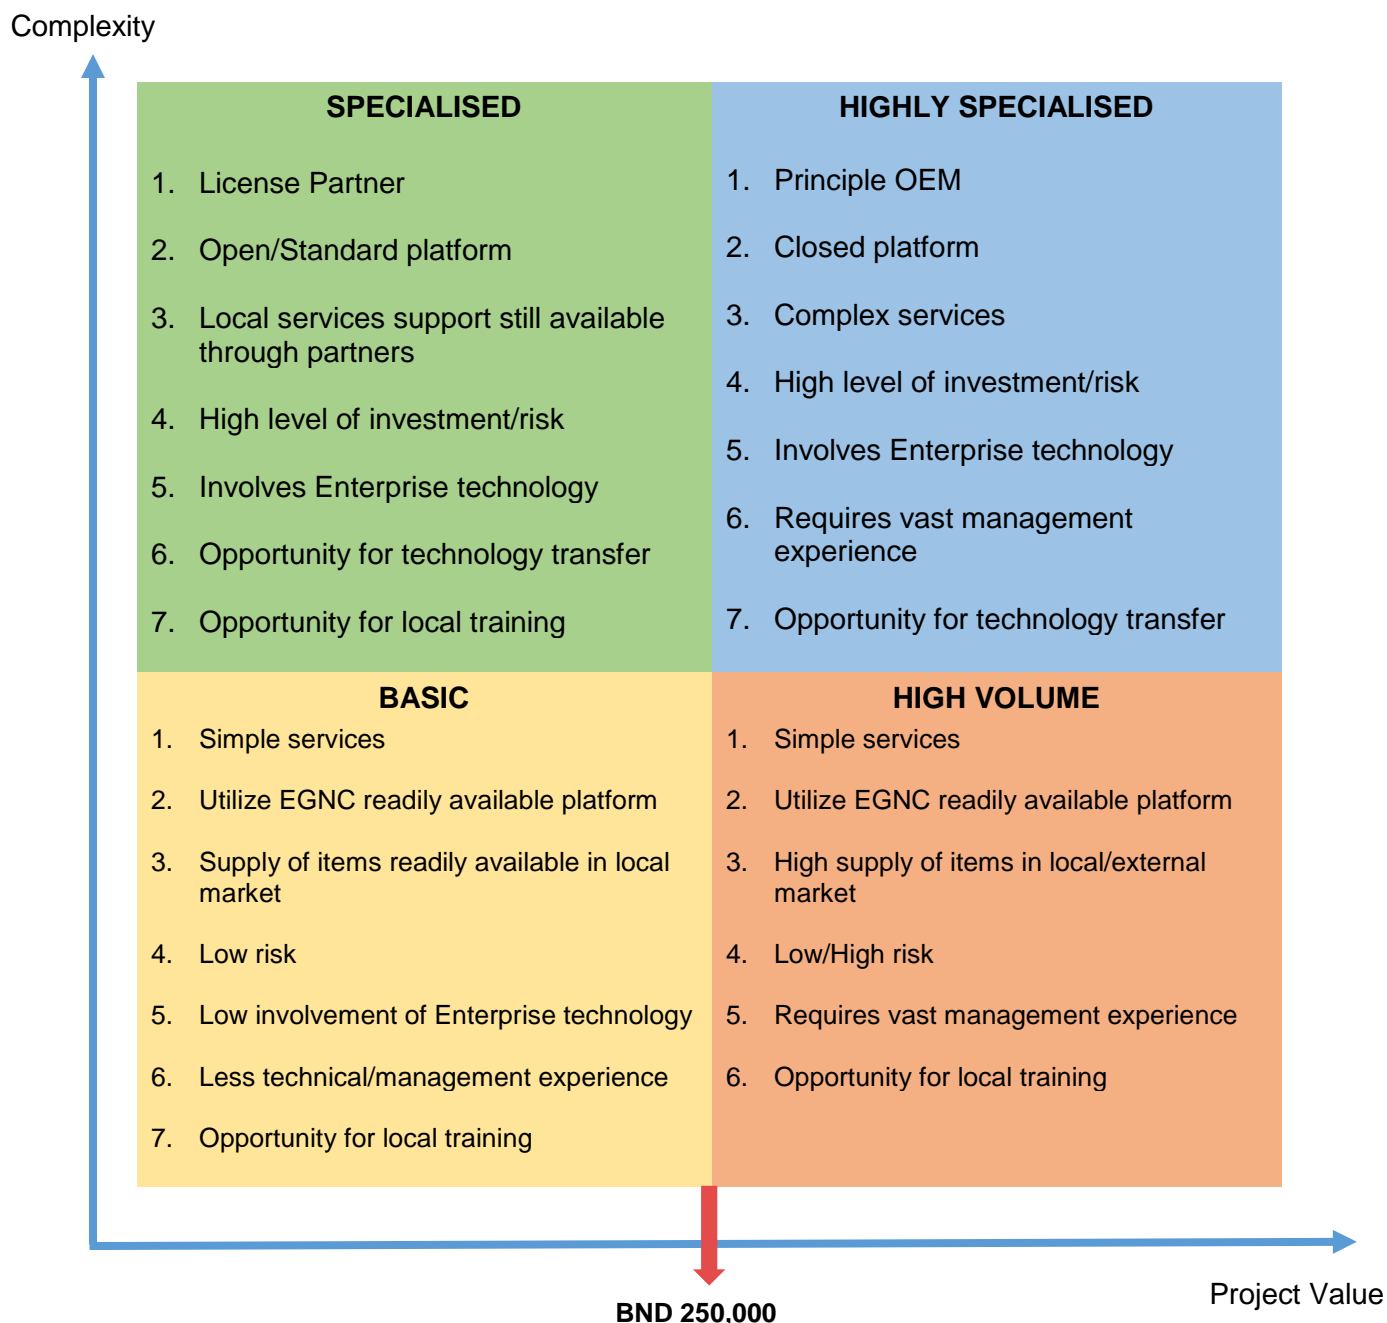 Complexity
SPECIALISED
1. License Partner
2. Open/Standard platform
3. Local services support still available
through partners
4. High level of investment/risk
5. Involves Enterprise technology
6. Opportunity for technology transfer
7. Opportunity for local training
HIGHLY SPECIALISED
1. Principle OEM
2. Closed platform
3. Complex services
4. High level of investment/risk
5. Involves Enterprise technology
6. Requires vast management
experience
7. Opportunity for technology transfer
BASIC
1. Simple services
2. Utilize EGNC readily available platform
3. Supply of items readily available in local
market
4. Low risk
5. Low involvement of Enterprise technology
6. Less technical/management experience
7. Opportunity for local training
HIGH VOLUME
1. Simple services
2. Utilize EGNC readily available platform
3. High supply of items in local/external
market
4. Low/High risk
5. Requires vast management experience
6. Opportunity for local training
Project Value
BND 250,000